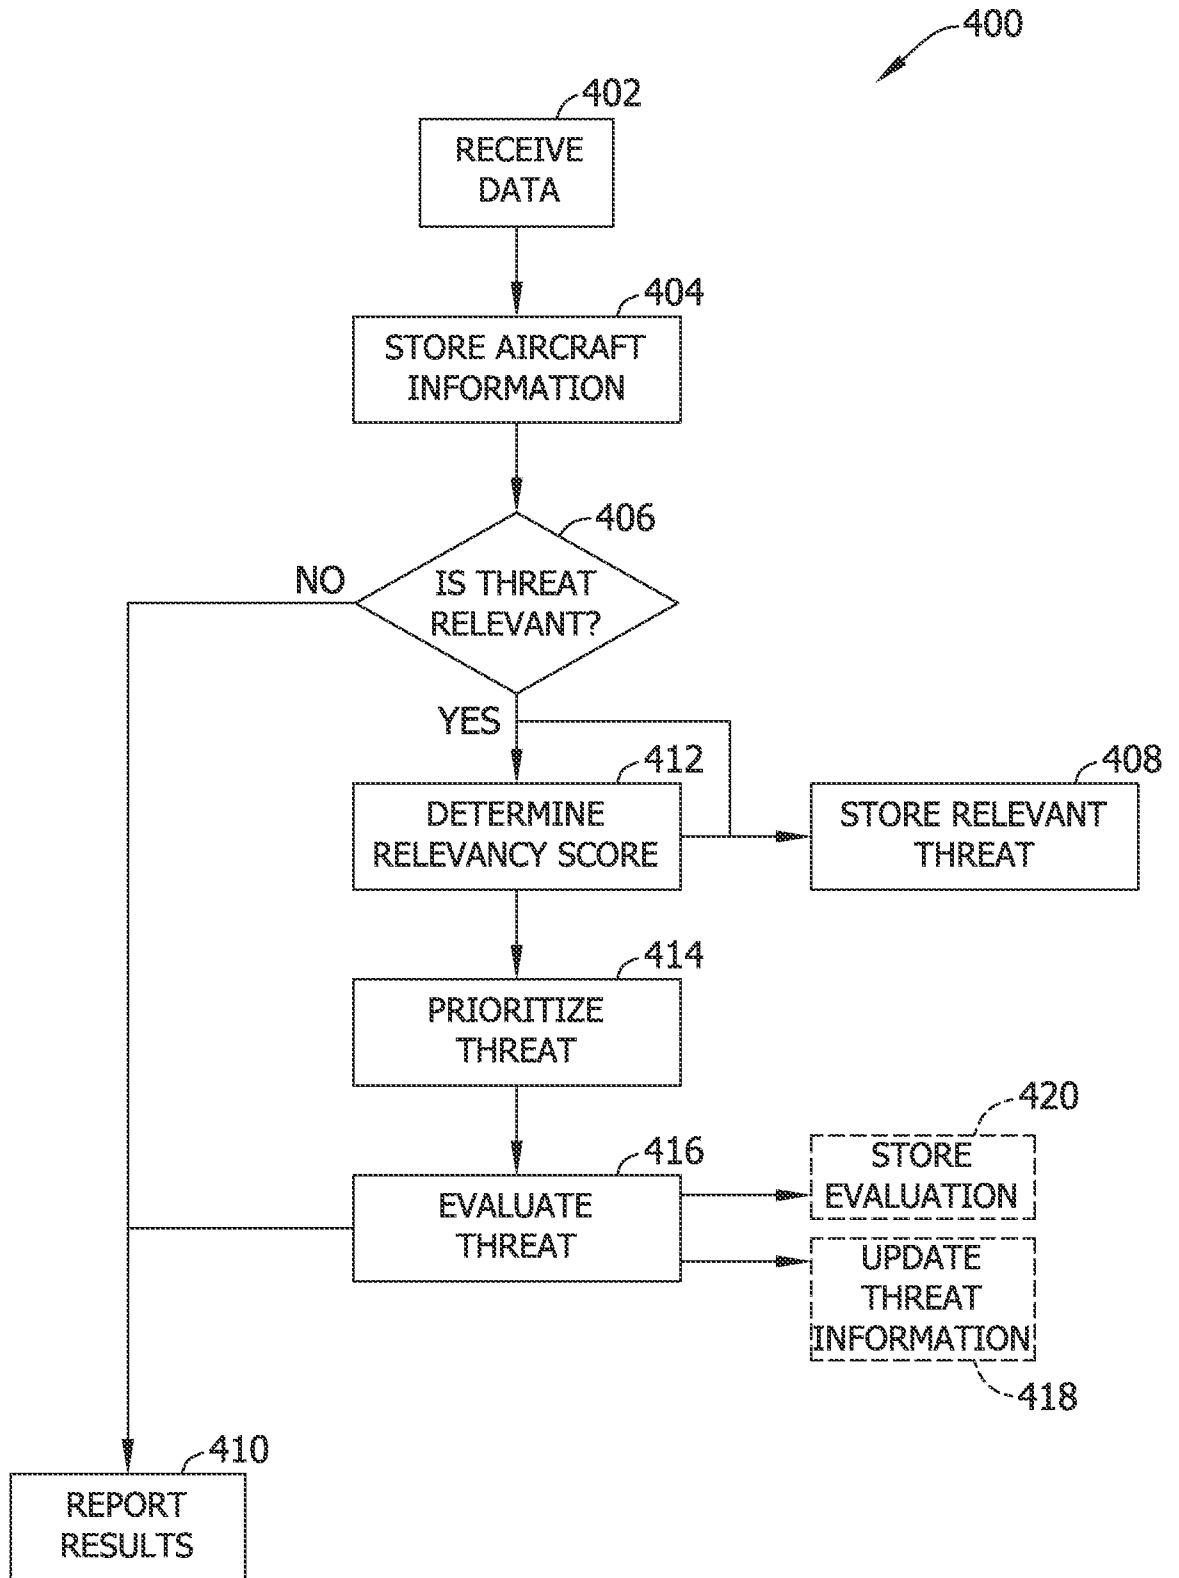 400
402
RECEIVE
DATA
404
STORE AIRCRAFT
INFORMATION
406
IS THREAT
RELEVANT?
NO
YES
412
DETERMINE
RELEVANCY SCORE
408
STORE RELEVANT
THREAT
414
PRIORITIZE
THREAT
416
EVALUATE
THREAT
420
STORE
EVALUATION
UPDATE
THREAT
INFORMATION
418
410
REPORT
RESULTS